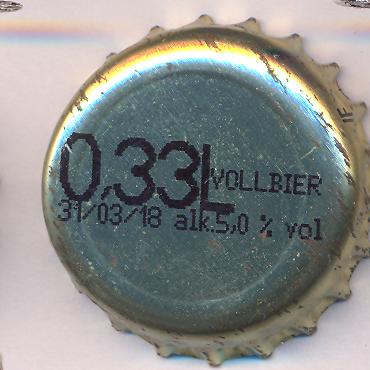 0,33L VOLLBIER
31/03/18 alk.5,0 % vol